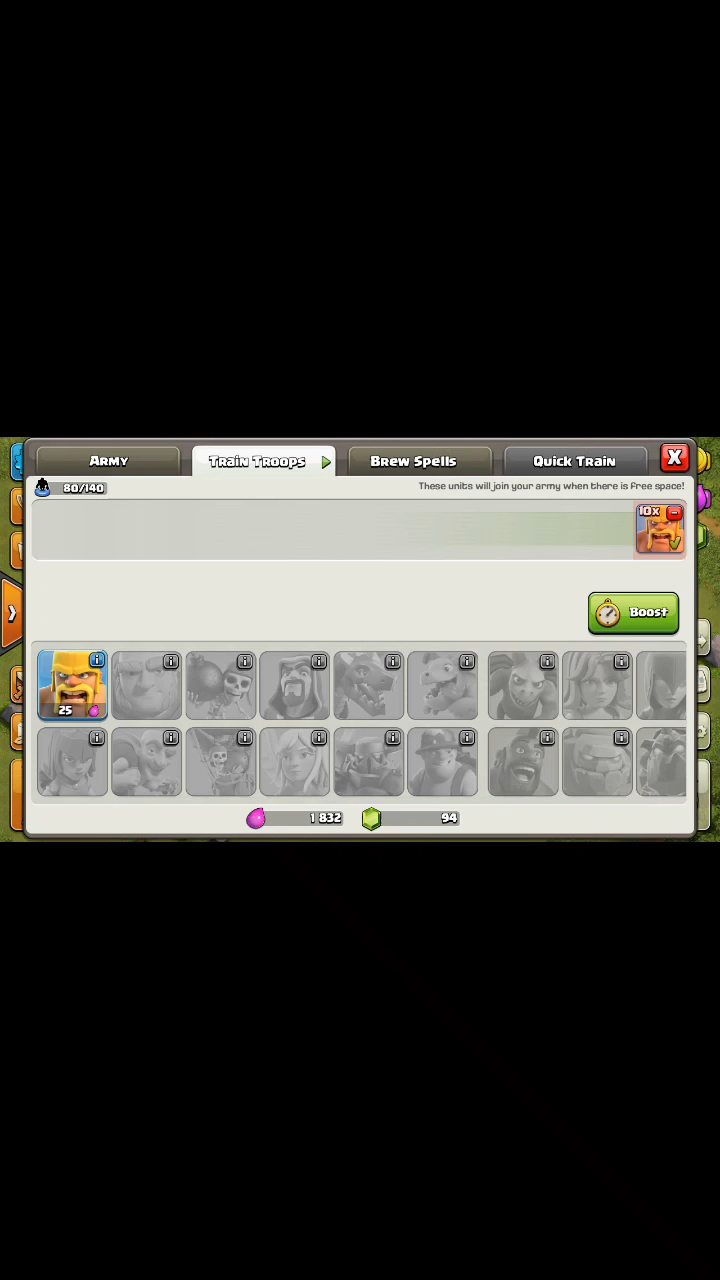 Army
Train Troops
Brew Spells
Quick Train
X
80/140
These units will join your army when there is free space!
10x
Boost
25
1 832
94